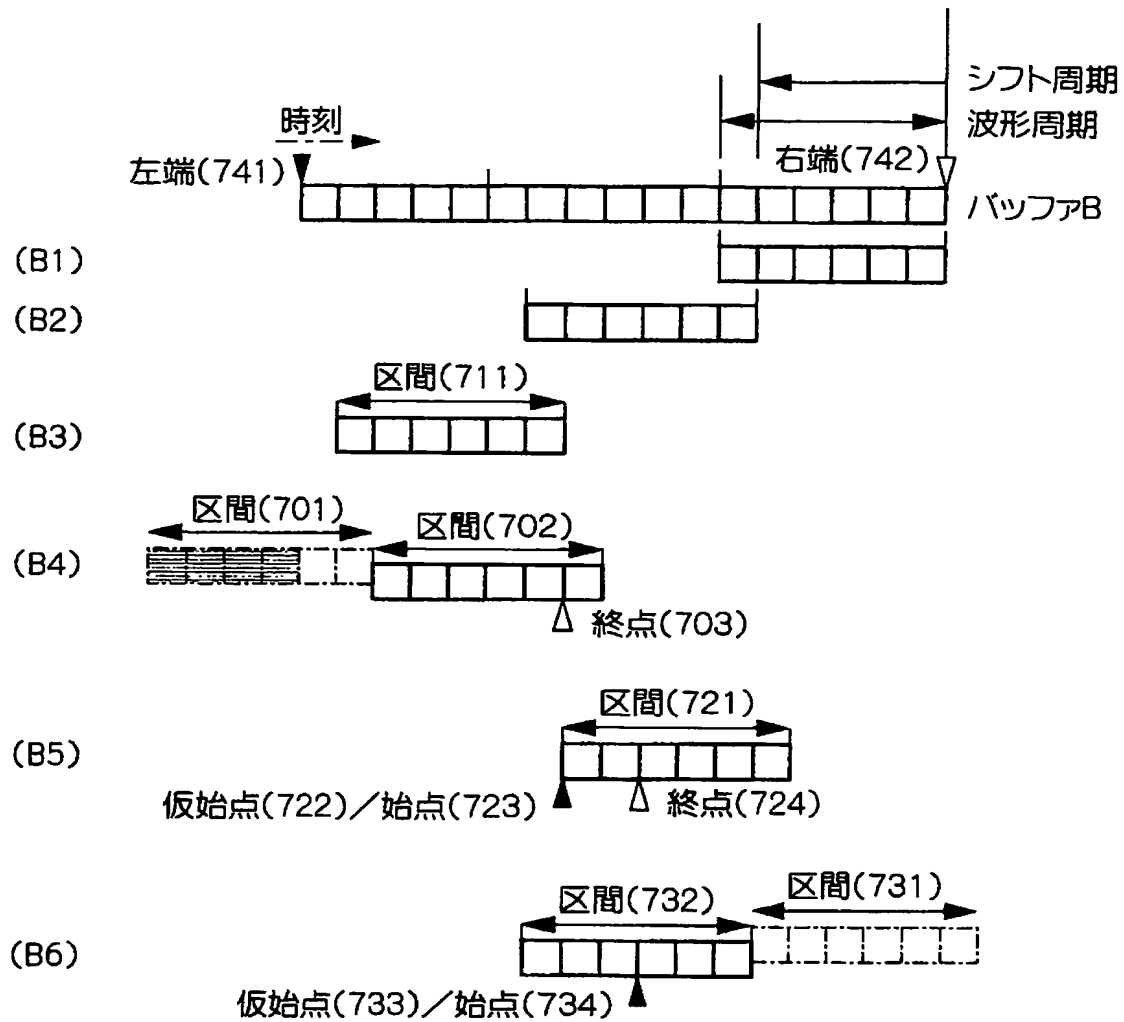 シフト周期
時刻
波形周期
左端(741)
右端(742)
バッファB
(B1)
(B2)
区間(711)
(B3)
区間(701)
区間(702)
(B4)
終点(703)
区間(721)
(B5)
仮始点(722)/始点(723)
終点(724)
区間(732)
区間(731)
(B6)
仮始点(733)/始点(734)